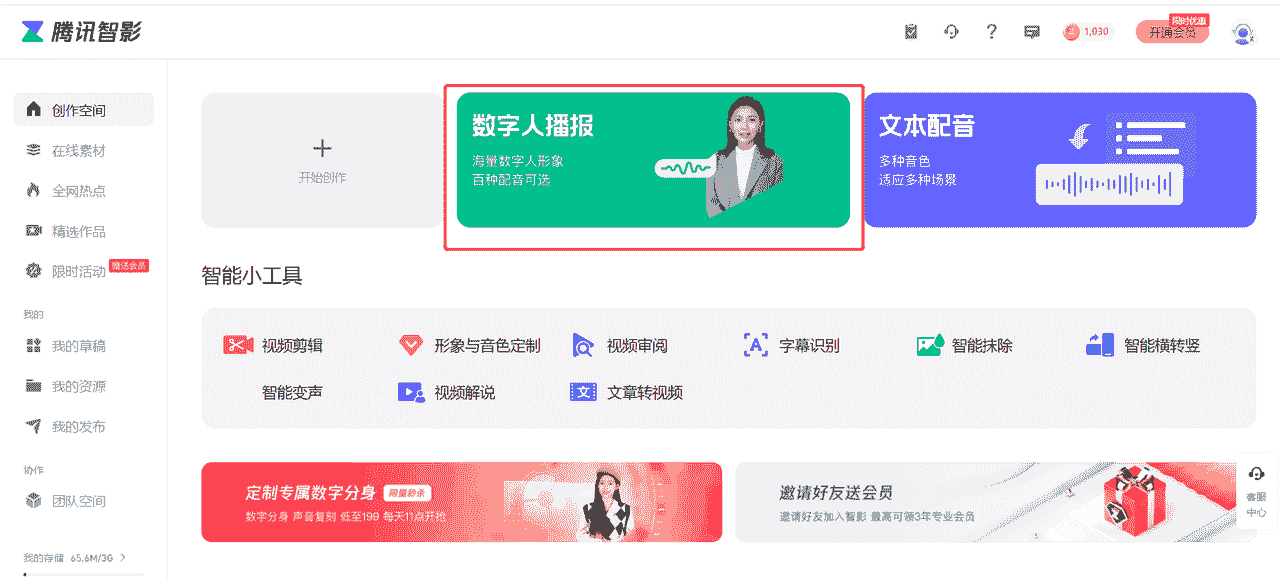 腾讯智影
1,030
限时优惠
开通会员
创作空间
在线素材
全网热点
精选作品
限时活动
赠送会员
我的
我的草稿
我的资源
我的发布
协作
团队空间
我的存储 65.6M/3G
开始创作
数字人播报
海量数字人形象
百种配音可选
文本配音
多种音色
适应多种场景
智能小工具
视频剪辑
形象与音色定制
视频审阅
字幕识别
智能抹除
智能横转竖
智能变声
视频解说
文
文章转视频
定制专属数字分身
限量秒杀
数字分身 声音复刻 低至199 每天11点开抢
邀请好友送会员
邀请好友加入智影 最高可领3年专业会员
客服
中心